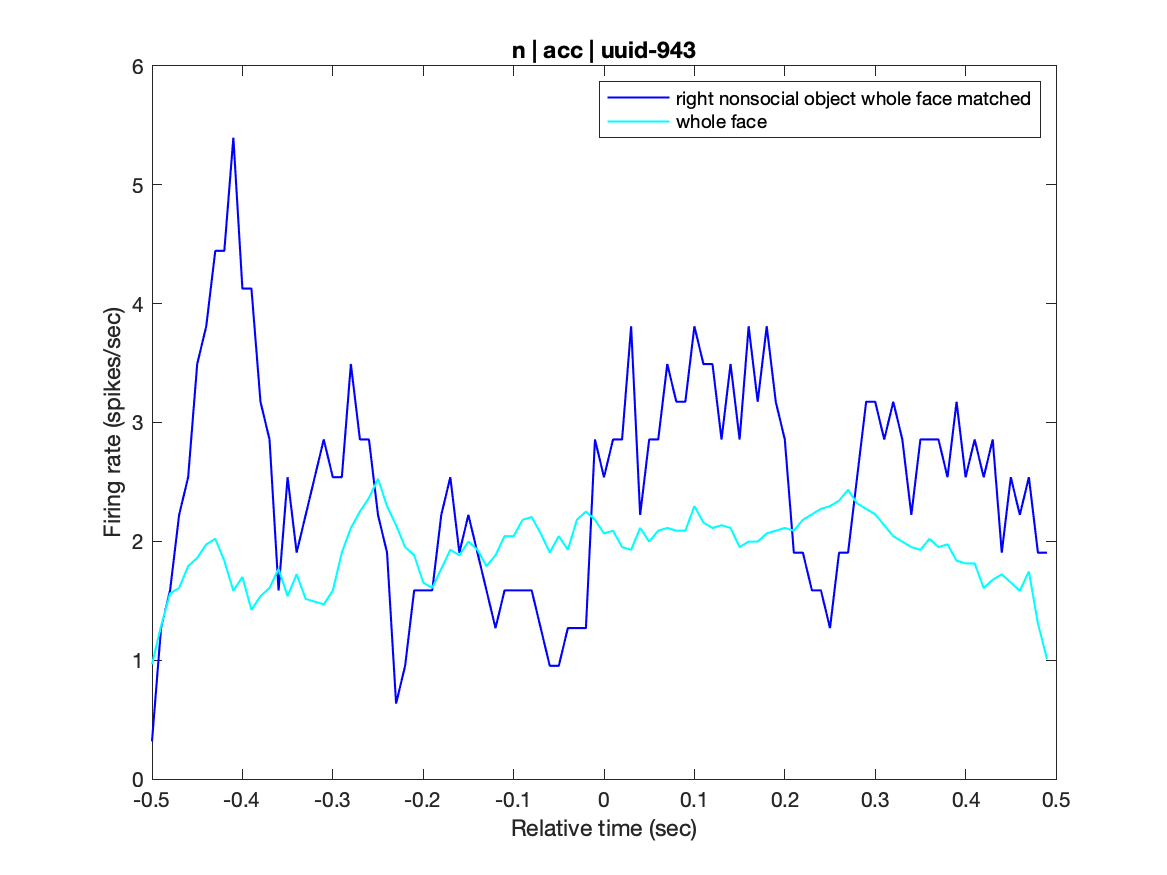 n | acc | uuid-943
right nonsocial object whole face matched
whole face
Firing rate (spikes/sec)
6
5
4
3
2
1
0
-0.5 -0.4 -0.3 -0.2 -0.1 0 0.1 0.2 0.3 0.4 0.5
Relative time (sec)